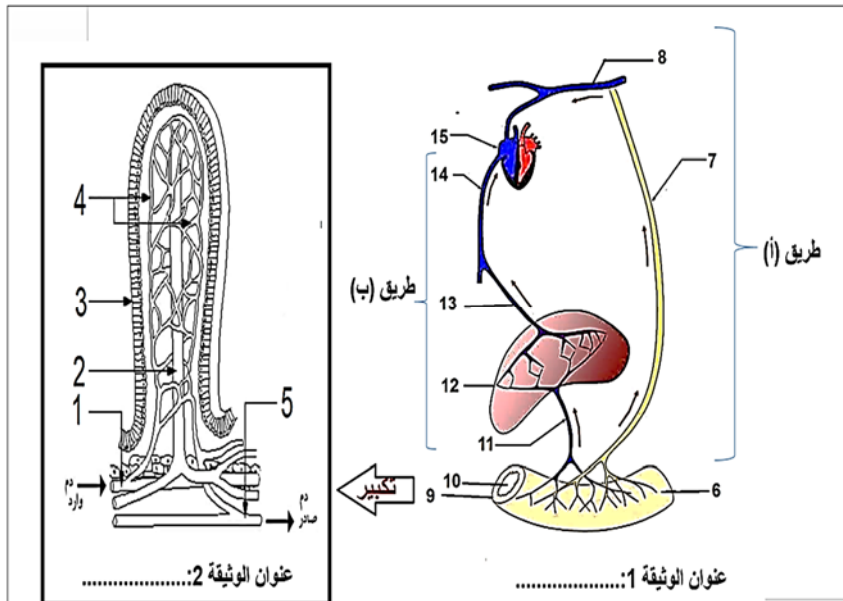 8
15
14
7
طريق (أ)
طريق (ب)
13
12
11
10
9
6
عنوان الوثيقة 1:......................
تكبير
4
3
2
1
5
دم
وارد
دم
صادر
عنوان الوثيقة 2:....................